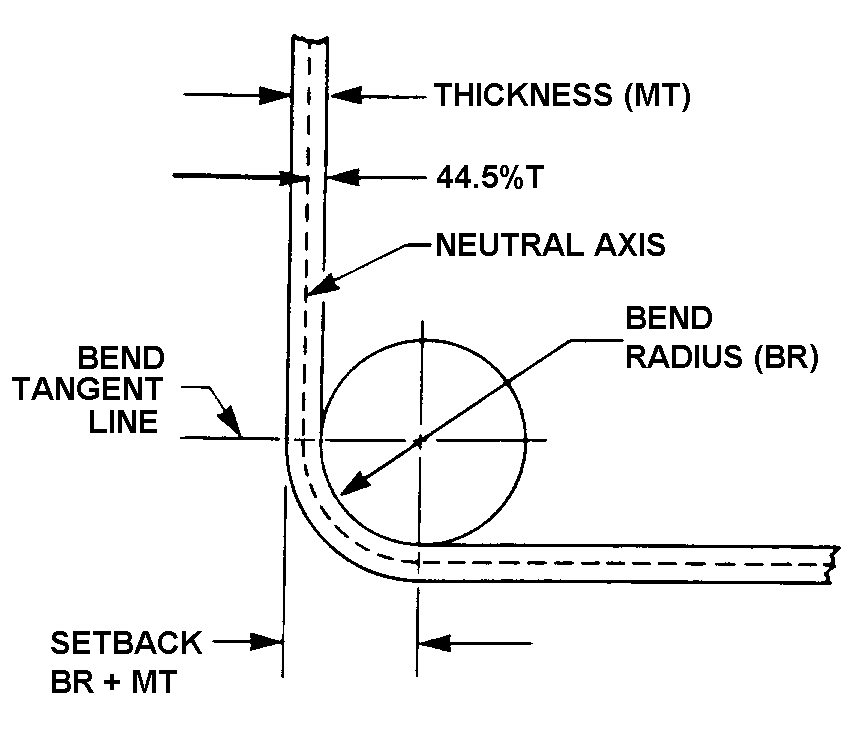 THICKNESS (MT)
44.5%T
NEUTRAL AXIS
BEND
RADIUS (BR)
BEND
TANGENT
LINE
SETBACK
BR + MT